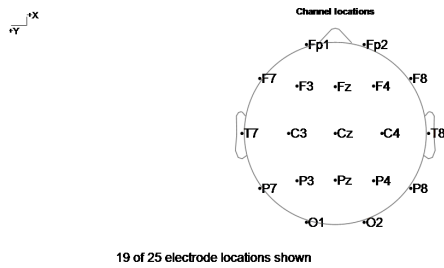 Channel locations
+X
+Y
Fp1 Fp2
F7 F3 Fz F4 F8
T7 C3 Cz C4 T8
P7 P3 Pz P4 P8
O1 O2
19 of 25 electrode locations shown